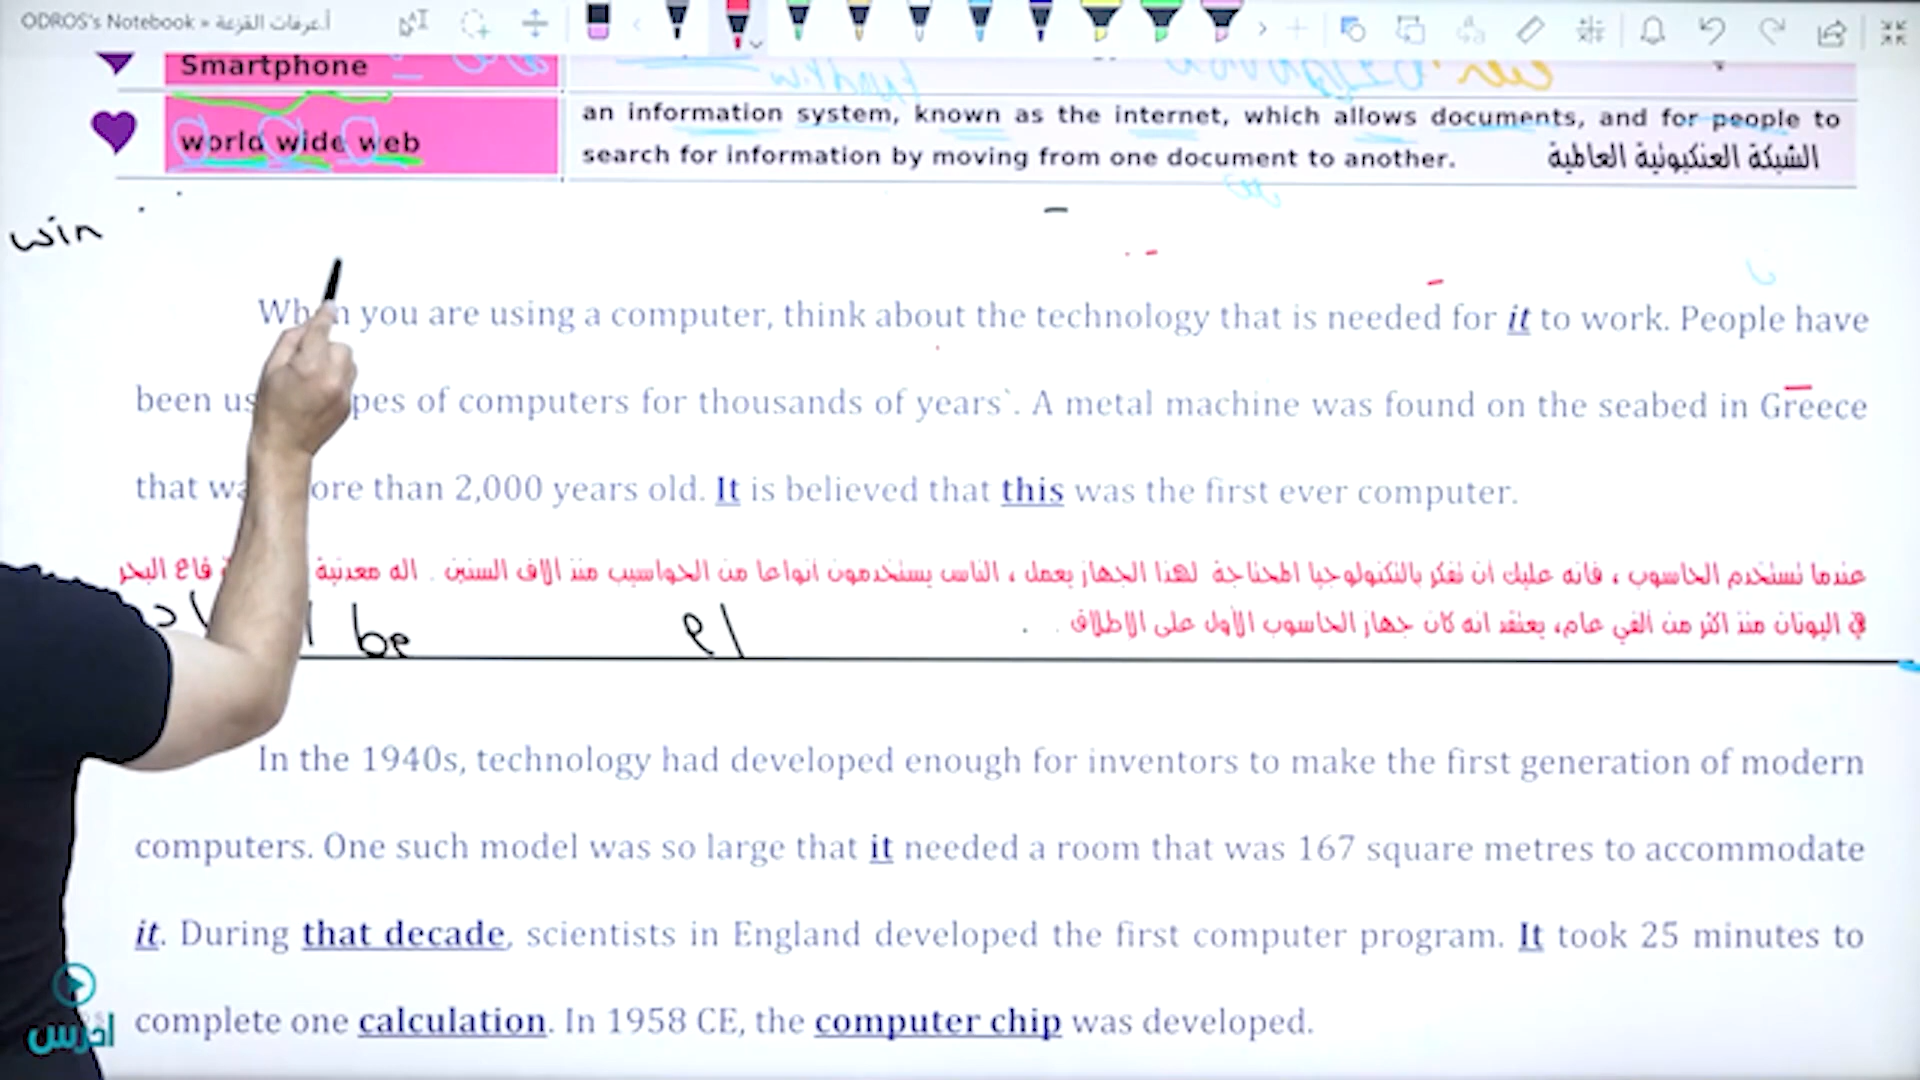 ODROS's Notebook » أ.عرفات القزعة
Smartphone
world wide web
an information system, known as the internet, which allows documents, and for people to
search for information by moving from one document to another. الشبكة العنكبوتية العالمية
win
When you are using a computer, think about the technology that is needed for it to work. People have
been us pes of computers for thousands of years`. A metal machine was found on the seabed in Greece
that wa ore than 2,000 years old. It is believed that this was the first ever computer.
عندما تستخدم الحاسوب ، فانه عليك أن تفكر بالتكنولوجيا المحتاجة لهذا الجهاز يعمل ، الناس يستخدمون أنواعا من الحواسيب منذ آلاف السنين . اله معدنية قاع البحر
في اليونان منذ اكثر من ألفي عام، يعتقد انه كان جهاز الحاسوب الأول على الإطلاق .
be
In the 1940s, technology had developed enough for inventors to make the first generation of modern
computers. One such model was so large that it needed a room that was 167 square metres to accommodate
it. During that decade, scientists in England developed the first computer program. It took 25 minutes to
complete one calculation. In 1958 CE, the computer chip was developed.
ادرس